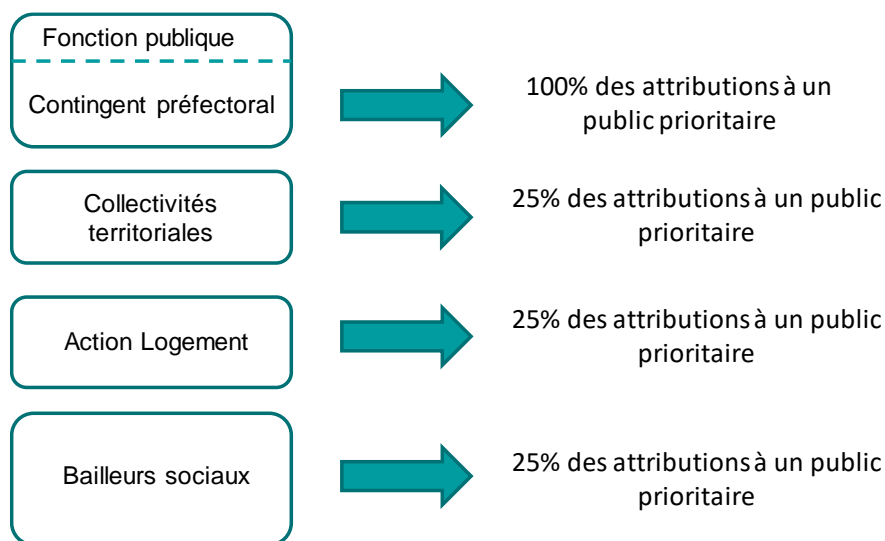 Fonction publique
Contingent préfectoral
100% des attributions à un
public prioritaire
Collectivités
territoriales
25% des attributions à un public
prioritaire
Action Logement
25% des attributions à un public
prioritaire
Bailleurs sociaux
25% des attributions à un public
prioritaire